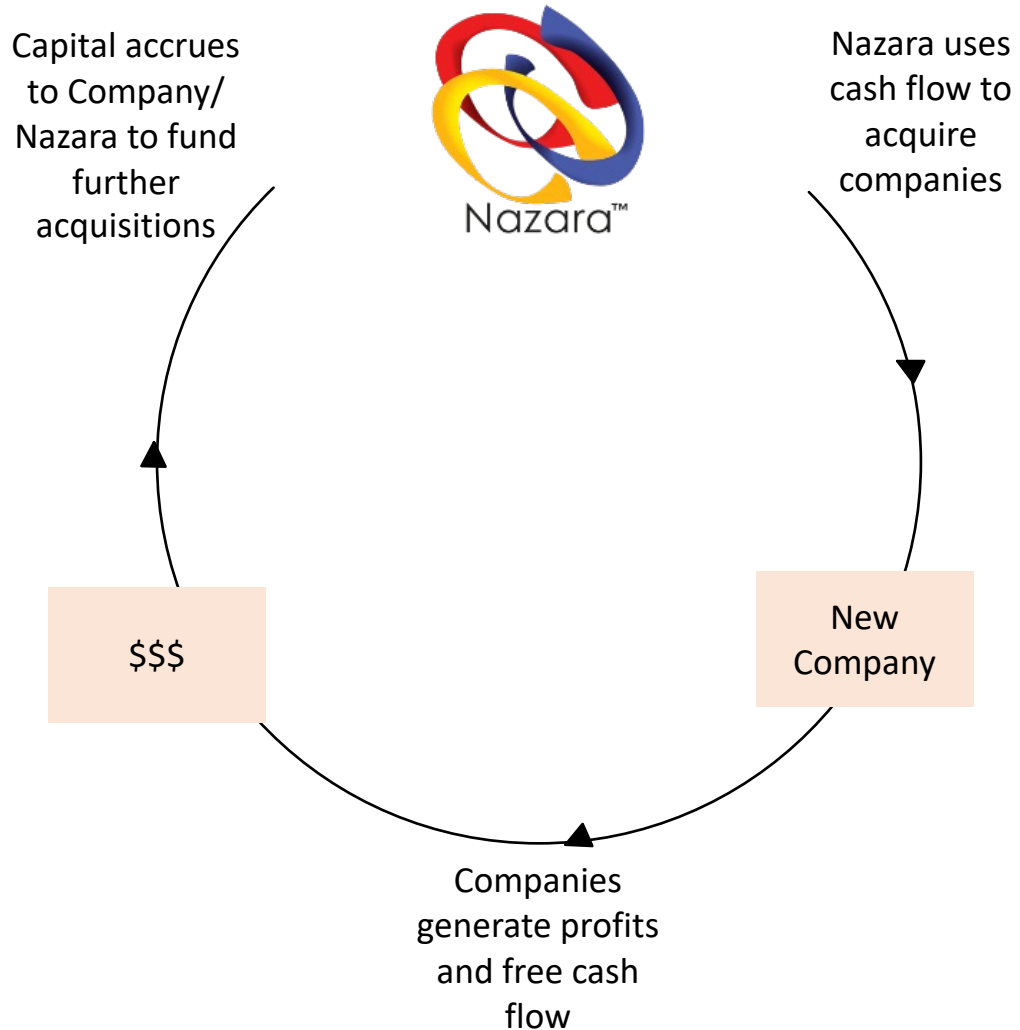 Capital accrues
to Company/
Nazara to fund
further
acquisitions
Nazara™
Nazara uses
cash flow to
acquire
companies
New
Company
Companies
generate profits
and free cash
flow
$$$